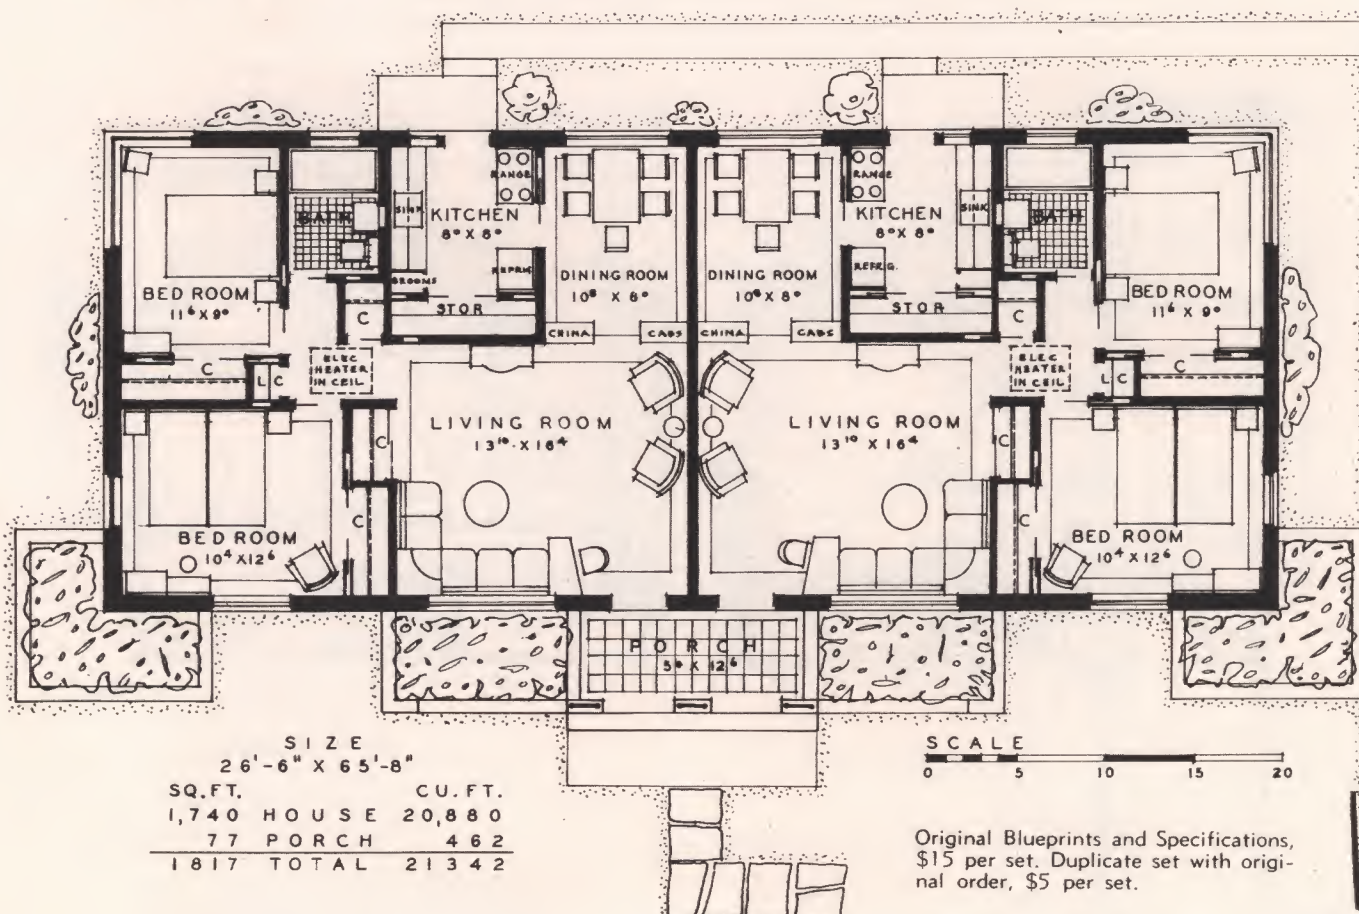 RANGE
RANGE
BATH
SINK
KITCHEN
8⁰ X 8⁰
KITCHEN
8⁰ X 8⁰
SINK
BATH
REFRIG.
REFRIG.
BROOMS
DINING ROOM
10⁸ X 8⁰
DINING ROOM
10⁸ X 8⁰
BED ROOM
11⁶ X 9⁰
BED ROOM
11⁶ X 9⁰
STOR
STOR
C
C
CHINA
CABS
CHINA
CABS
ELEC
HEATER
IN CEIL
ELEC
HEATER
IN CEIL
C
L
C
L
C
C
LIVING ROOM
13¹⁰ X 16⁴
LIVING ROOM
13¹⁰ X 16⁴
C
C
C
C
BED ROOM
10⁴ X 12⁶
BED ROOM
10⁴ X 12⁶
PORCH
X 12⁶
SIZE
26'-6" X 65'-8"
SQ.FT. CU.FT.
1,740 HOUSE 20,880
77 PORCH 462
1817 TOTAL 21342
SCALE
0 5 10 15 20
Original Blueprints and Specifications,
$15 per set. Duplicate set with origi-
nal order, $5 per set.